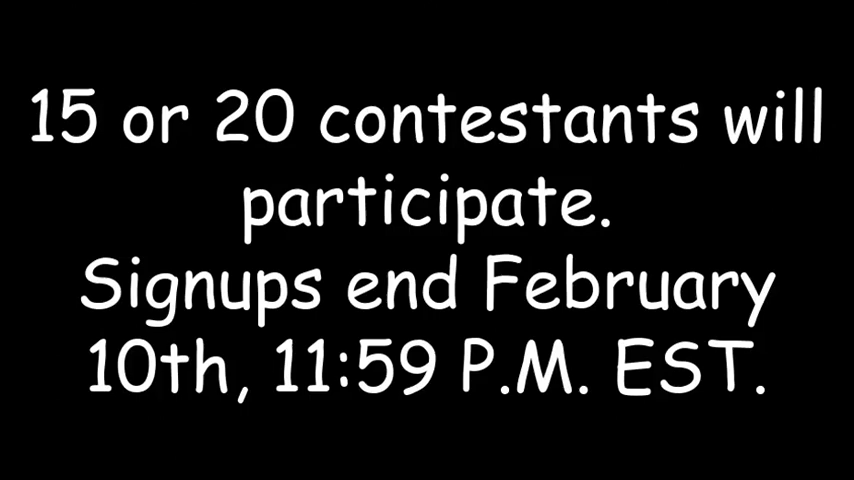 15 or 20 contestants will
participate.
Signups end February
10th, 11:59 P.M. EST.